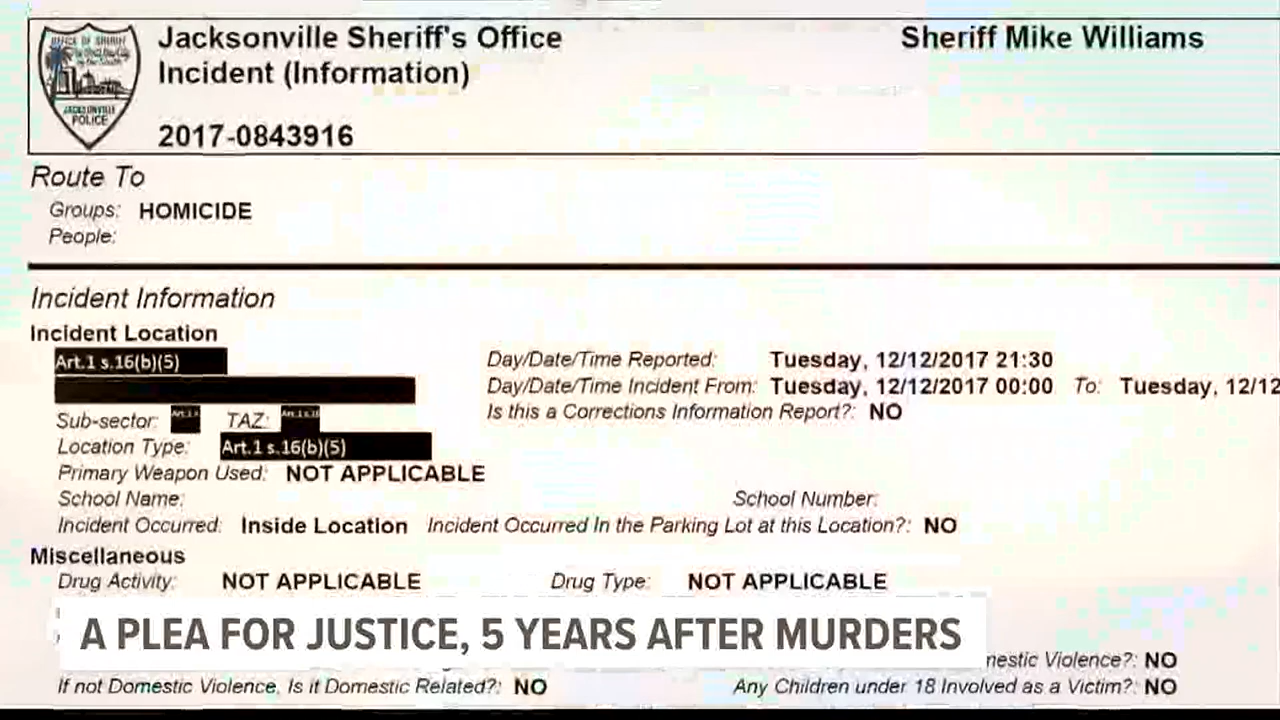 OFFICE OF SHERIFF
JACKSONVILLE
POLICE
Jacksonville Sheriff's Office
Sheriff Mike Williams
Incident (Information)
2017-0843916
Route To
Groups: HOMICIDE
People:
Incident Information
Incident Location
Art.1 s.16(b)(5)
Day/Date/Time Reported: Tuesday, 12/12/2017 21:30
Day/Date/Time Incident From: Tuesday, 12/12/2017 00:00 To: Tuesday, 12/12
Is this a Corrections Information Report?: NO
Sub-sector: TAZ:
Location Type: Art.1 s.16(b)(5)
Primary Weapon Used: NOT APPLICABLE
School Name: School Number:
Incident Occurred: Inside Location Incident Occurred In the Parking Lot at this Location?: NO
Miscellaneous
Drug Activity: NOT APPLICABLE Drug Type: NOT APPLICABLE
A PLEA FOR JUSTICE, 5 YEARS AFTER MURDERS
mestic Violence?: NO
If not Domestic Violence, Is it Domestic Related?: NO Any Children under 18 Involved as a Victim?: NO